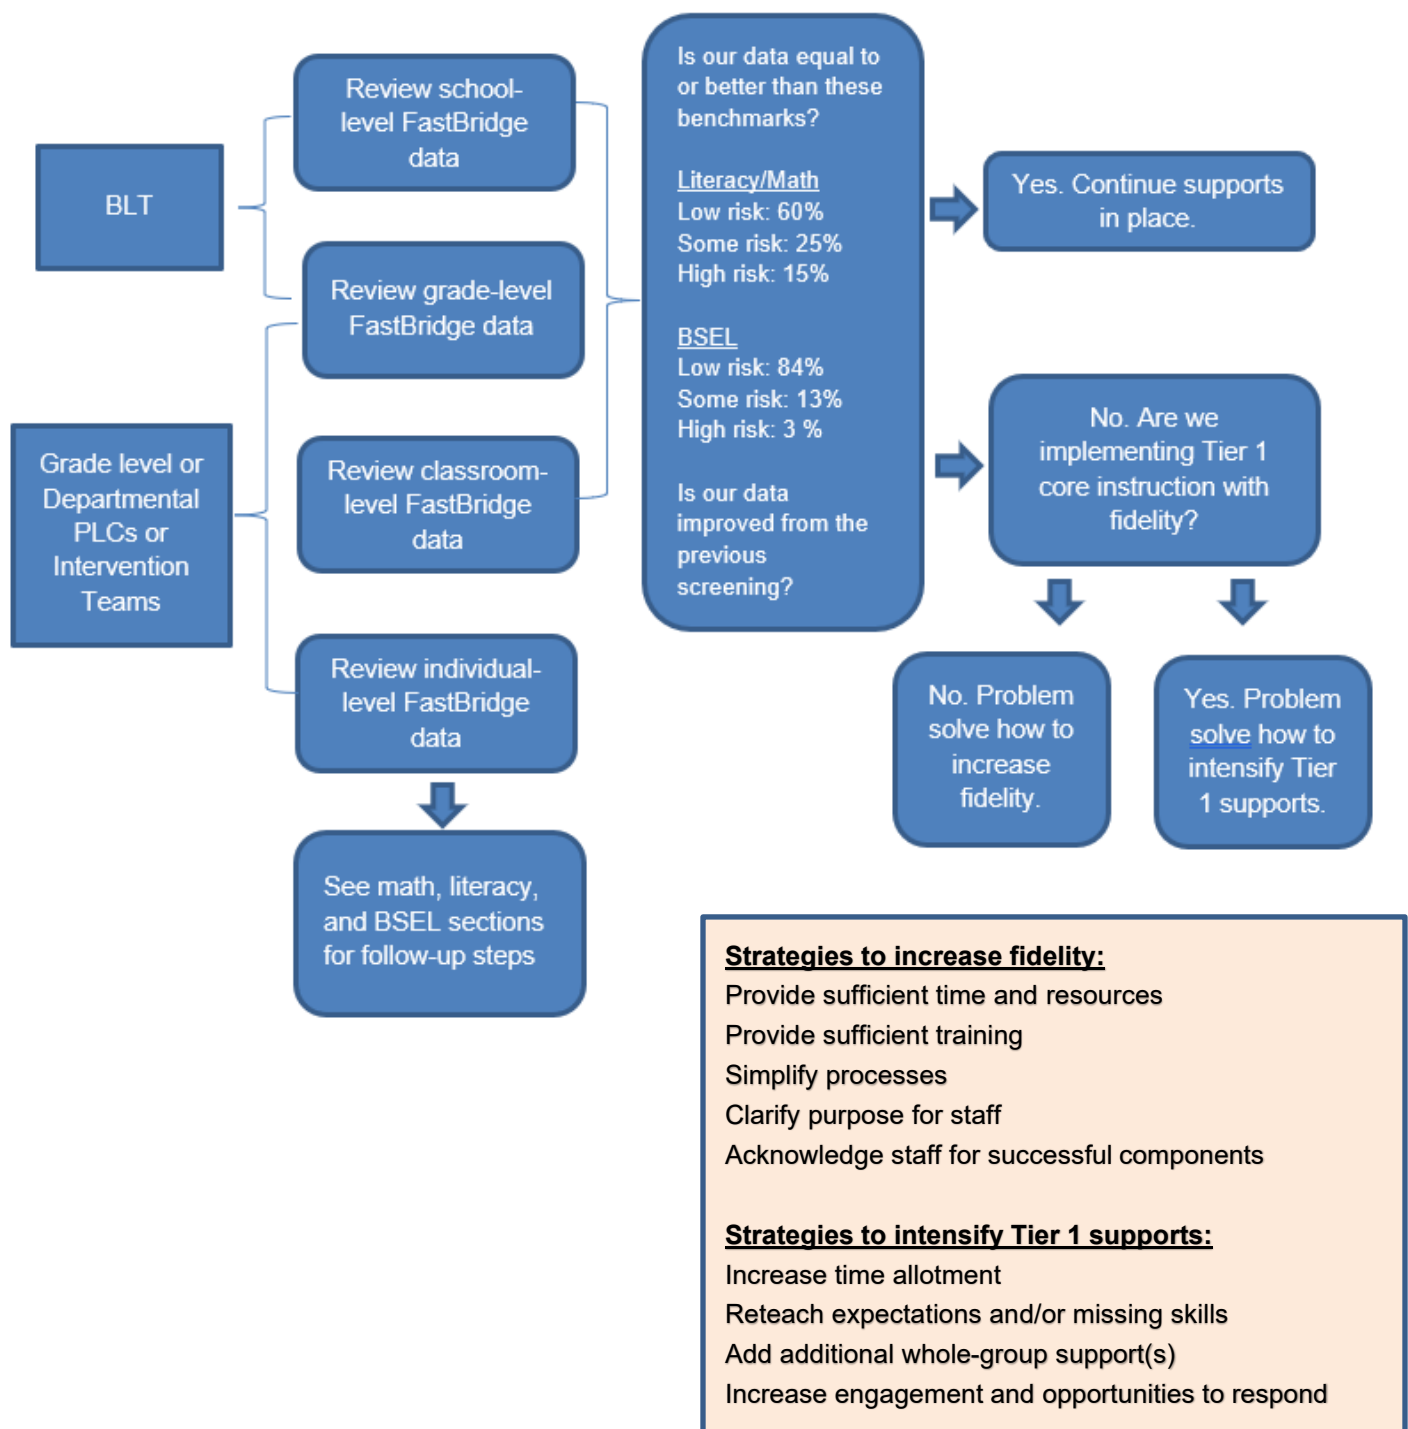 BLT
Grade level or
Departmental
PLCs or
Intervention
Teams
Review school-
level FastBridge
data
Review grade-level
FastBridge data
Review classroom-
level FastBridge
data
Review individual-
level FastBridge
data
See math, literacy,
and BSEL sections
for follow-up steps
Is our data equal to
or better than these
benchmarks?
Literacy/Math
Low risk: 60%
Some risk: 25%
High risk: 15%
BSEL
Low risk: 84%
Some risk: 13%
High risk: 3 %
Is our data
improved from the
previous
screening?
Yes. Continue supports
in place.
No. Are we
implementing Tier 1
core instruction with
fidelity?
No. Problem
solve how to
increase
fidelity.
Yes. Problem
solve how to
intensify Tier
1 supports.
Strategies to increase fidelity:
Provide sufficient time and resources
Provide sufficient training
Simplify processes
Clarify purpose for staff
Acknowledge staff for successful components
Strategies to intensify Tier 1 supports:
Increase time allotment
Reteach expectations and/or missing skills
Add additional whole-group support(s)
Increase engagement and opportunities to respond